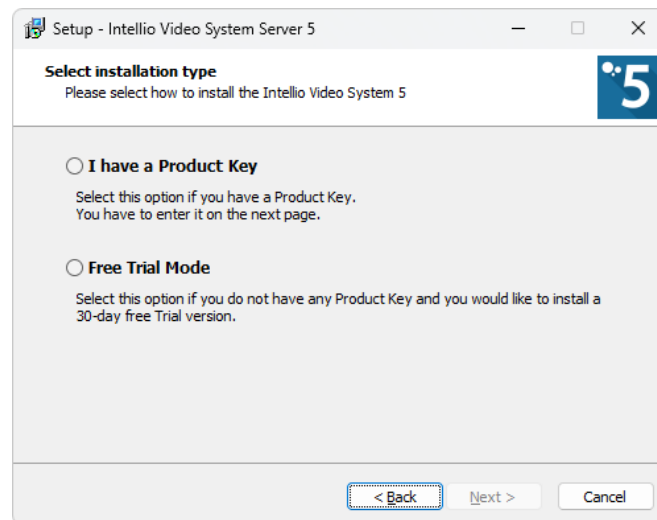 Setup - Intellio Video System Server 5
Select installation type
Please select how to install the Intellio Video System 5
5
I have a Product Key
Select this option if you have a Product Key.
You have to enter it on the next page.
Free Trial Mode
Select this option if you do not have any Product Key and you would like to install a
30-day free Trial version.
< Back Next > Cancel